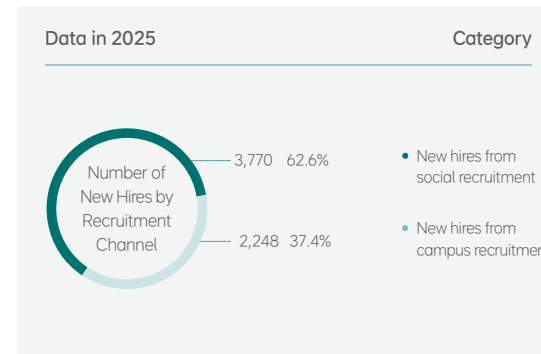 Data in 2025
Category
Number of
New Hires by
Recruitment
Channel
3,770 62.6%
2,248 37.4%
New hires from
social recruitment
New hires from
campus recruitmen